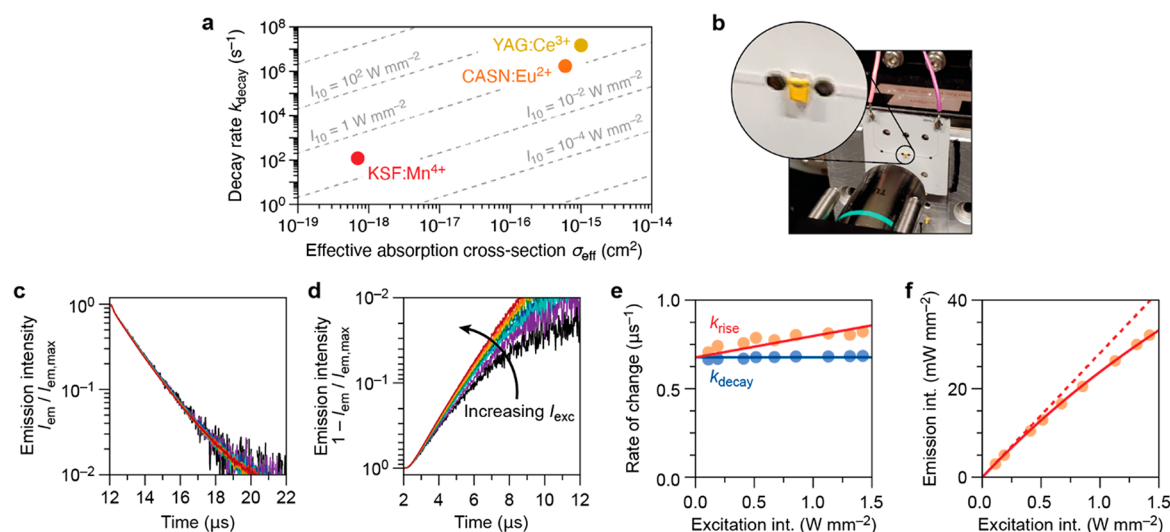 a
10⁸
10⁶
10⁴
10²
10⁰
Decay rate k_decay (s⁻¹)
I₁₀ = 10² W mm⁻²
I₁₀ = 1 W mm⁻²
I₁₀ = 10⁻² W mm⁻²
I₁₀ = 10⁻⁴ W mm⁻²
YAG:Ce³⁺
CASN:Eu²⁺
KSF:Mn⁴⁺
10⁻¹⁹ 10⁻¹⁸ 10⁻¹⁷ 10⁻¹⁶ 10⁻¹⁵ 10⁻¹⁴
Effective absorption cross-section σ_eff (cm²)
b
c
Emission intensity
I_em / I_em,max
10⁰
10⁻¹
10⁻²
12 14 16 18 20 22
Time (μs)
d
Emission intensity
1 − I_em / I_em,max
10⁻²
10⁻¹
10⁰
Increasing I_exc
2 4 6 8 10 12
Time (μs)
e
Rate of change (μs⁻¹)
1.0
0.5
0.0
k_rise
k_decay
0.0 0.5 1.0 1.5
Excitation int. (W mm⁻²)
f
Emission int. (mW mm⁻²)
40
20
0
0.0 0.5 1.0 1.5
Excitation int. (W mm⁻²)